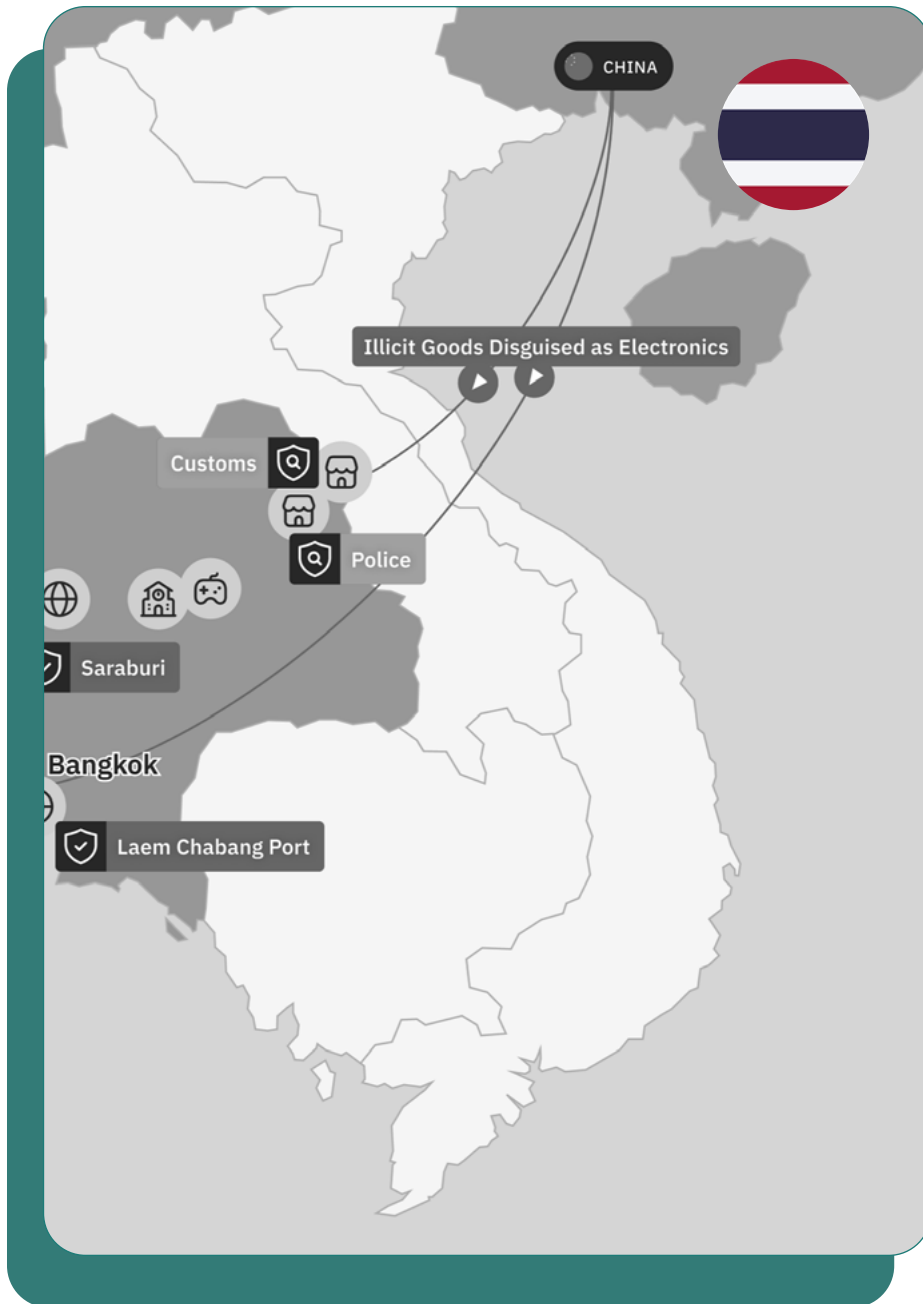 CHINA
Illicit Goods Disguised as Electronics
Customs
Police
Saraburi
Bangkok
Laem Chabang Port